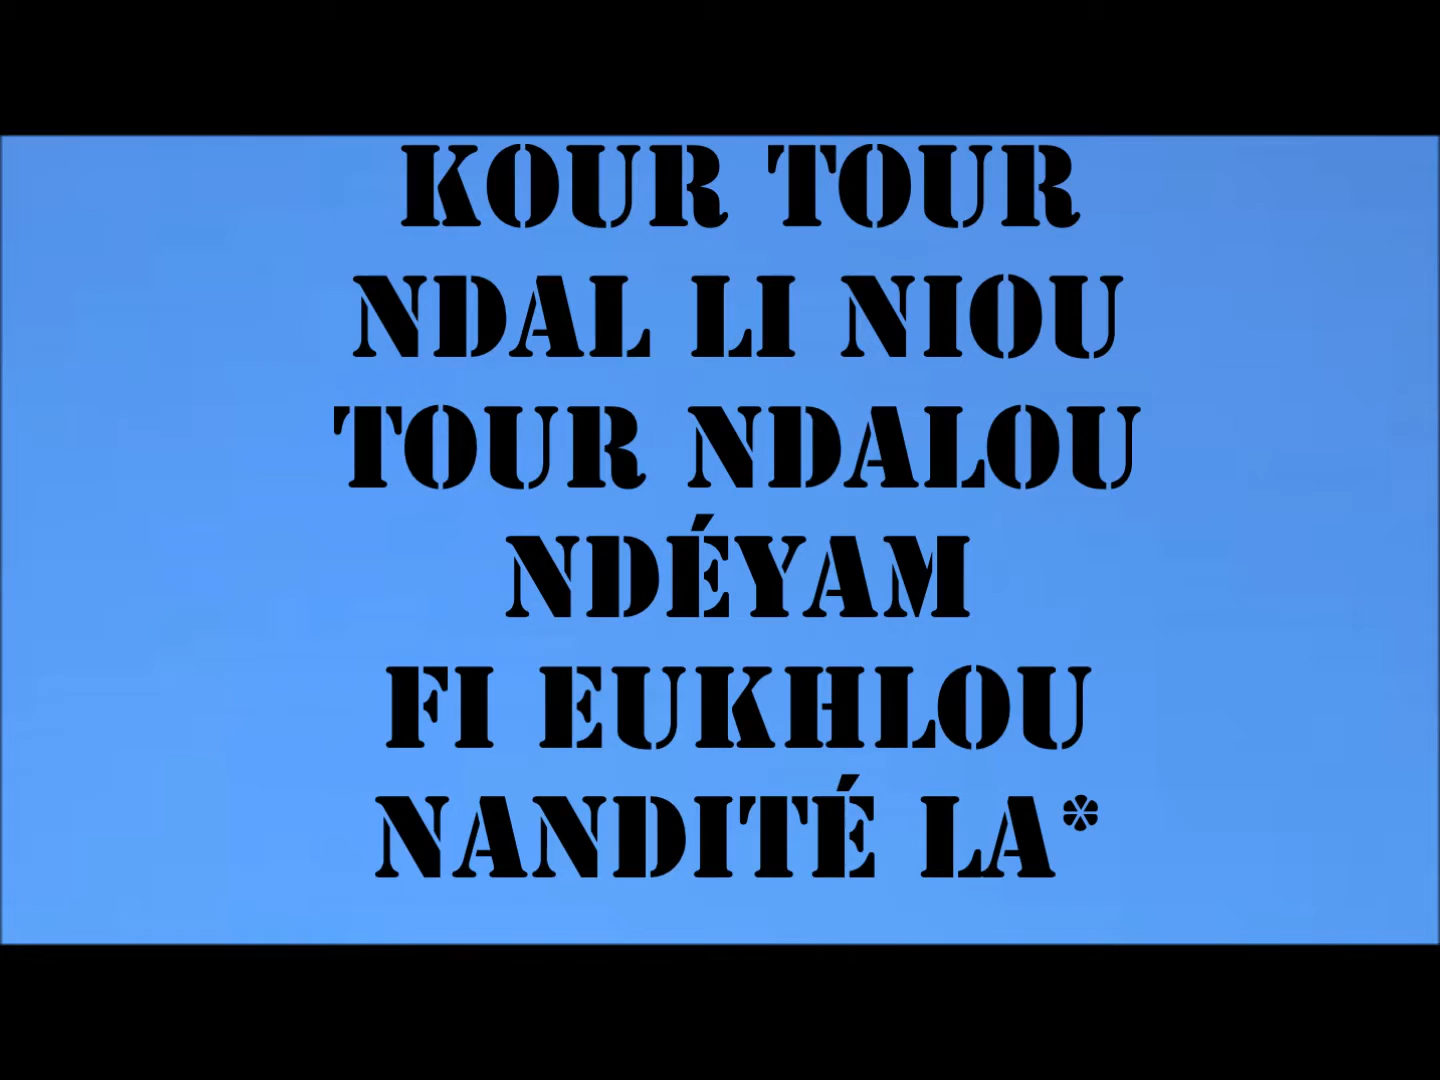 KOUR TOUR
NDAL LI NIOU
TOUR NDALOU
NDÉYAM
FI EUKHLOU
NANDITÉ LA*